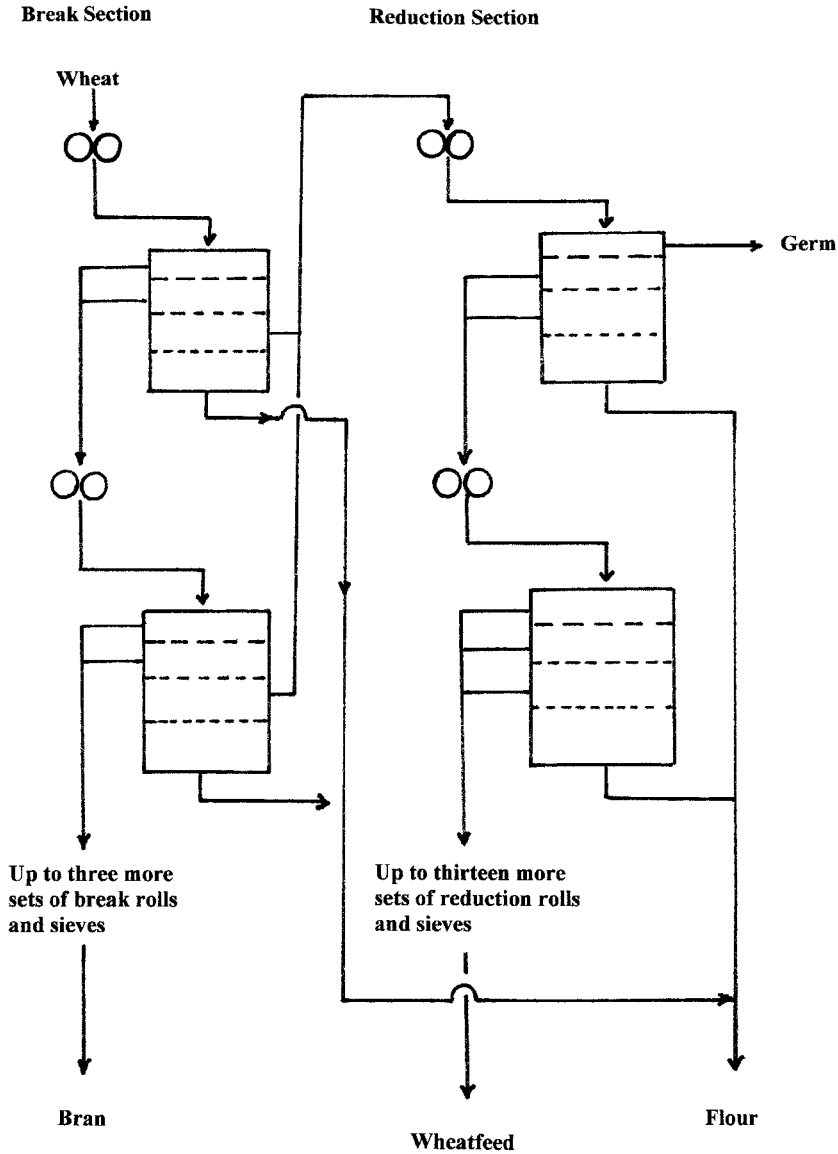 Break Section
Reduction Section
Wheat
Germ
Up to three more
sets of break rolls
and sieves
Up to thirteen more
sets of reduction rolls
and sieves
Bran
Wheatfeed
Flour